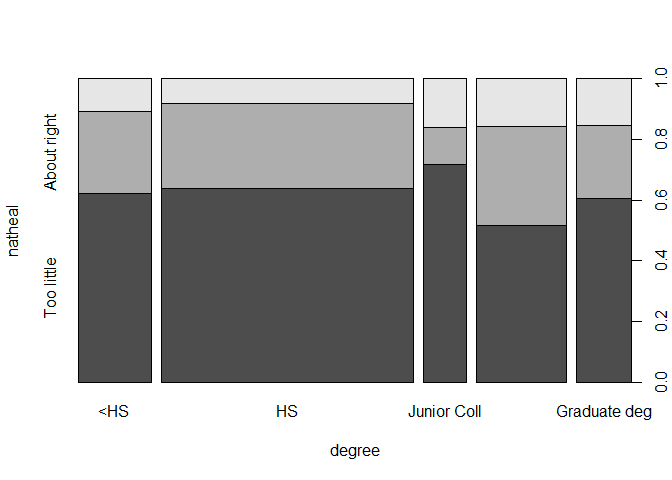 natheal
About right
Too little
1.0
0.8
0.6
0.4
0.2
0.0
<HS
HS
Junior Coll
Graduate deg
degree